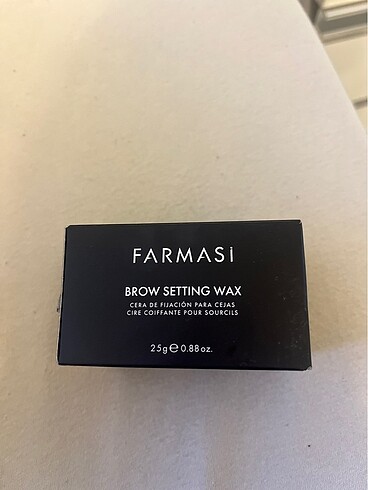 FARMASi
BROW SETTING WAX
CERA DE FIJACIÓN PARA CEJAS
CIRE COIFFANTE POUR SOURCILS
25g℮0.88oz.